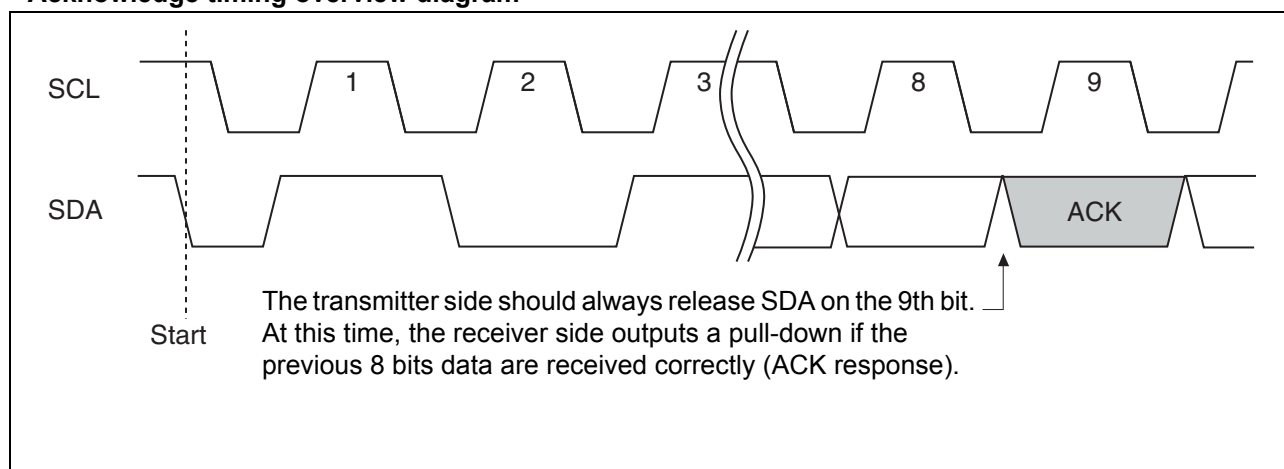 Acknowledge timing overview diagram
SCL
1
2
3
8
9
SDA
ACK
The transmitter side should always release SDA on the 9th bit.
Start
At this time, the receiver side outputs a pull-down if the
previous 8 bits data are received correctly (ACK response).